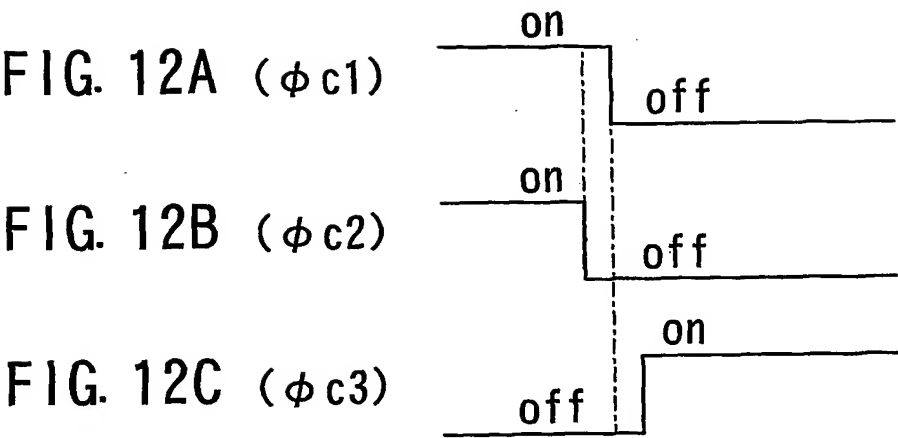 on
FIG. 12A (φc1)
off
on
FIG. 12B (φc2)
off
on
FIG. 12C (φc3)
off